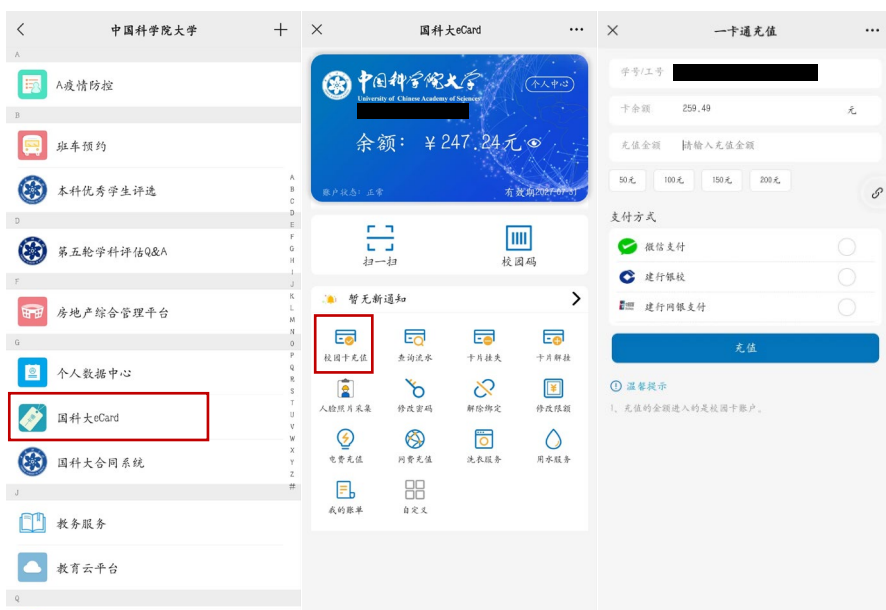 中国科学院大学
A
A疫情防控
B
班车预约
本科优秀学生评选
D
第五轮学科评估Q&A
F
房地产综合管理平台
G
个人数据中心
国科大eCard
国科大合同系统
J
教务服务
教育云平台
Q
A
B
C
D
E
F
G
H
I
J
K
L
M
N
O
P
Q
R
S
T
U
V
W
X
Y
Z
#
国科大eCard
中国科学院大学
University of Chinese Academy of Sciences
个人中心
余额：￥247.24元
账户状态：正常
有效期2027-07-31
扫一扫
校园码
暂无新通知
校园卡充值
查询流水
卡片挂失
卡片解挂
人脸照片采集
修改密码
解除绑定
修改限额
电费充值
网费充值
洗衣服务
用水服务
我的账单
自定义
一卡通充值
学号/工号
卡余额 259.49 元
充值金额 请输入充值金额
50元 100元 150元 200元
支付方式
微信支付
建行银校
建行网银支付
充值
温馨提示
1、充值的金额进入的是校园卡账户。